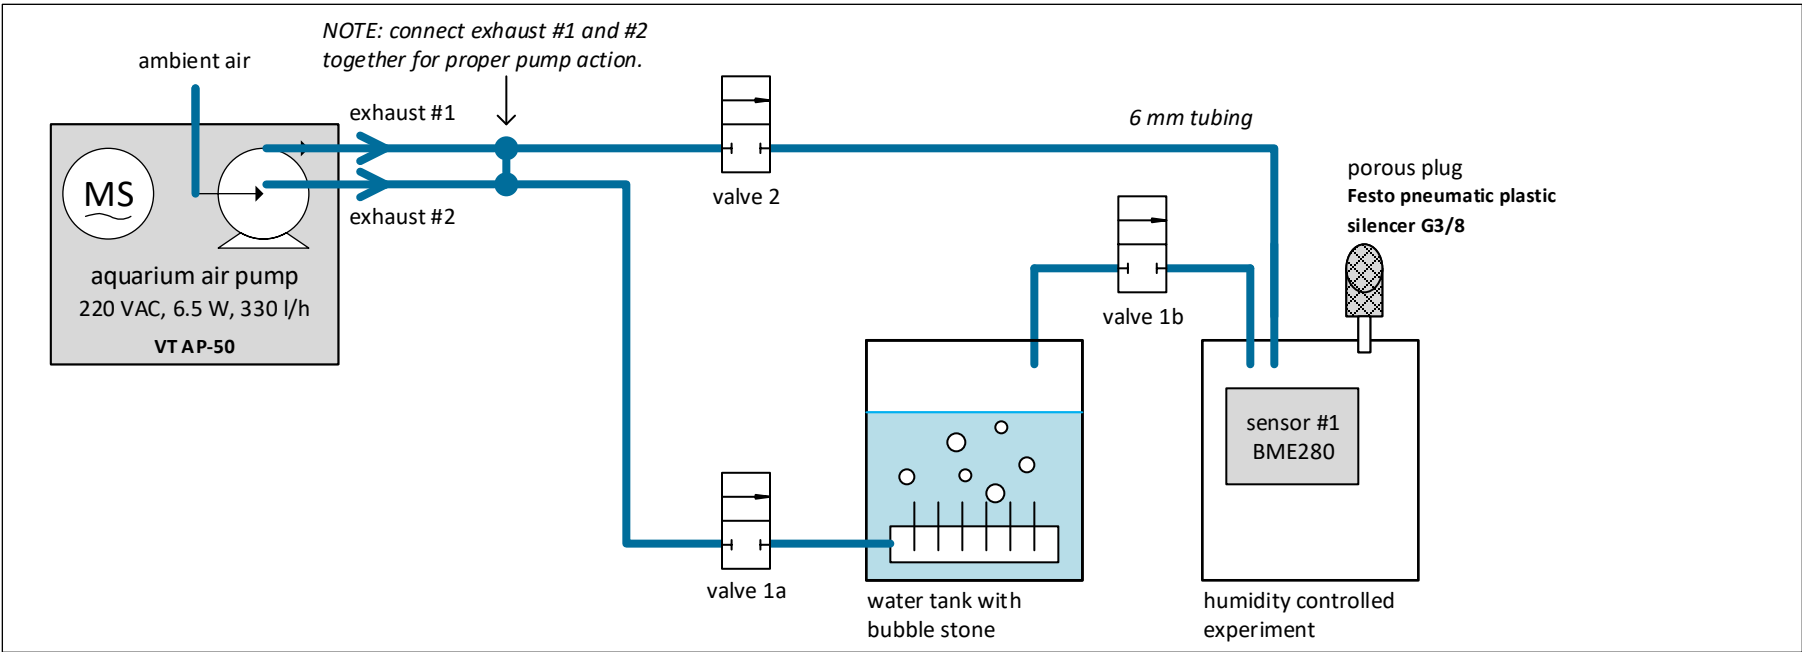 NOTE: connect exhaust #1 and #2
together for proper pump action.
ambient air
exhaust #1
6 mm tubing
porous plug
Festo pneumatic plastic
silencer G3/8
MS
valve 2
exhaust #2
aquarium air pump
220 VAC, 6.5 W, 330 l/h
VT AP-50
valve 1b
sensor #1
BME280
valve 1a
water tank with
bubble stone
humidity controlled
experiment